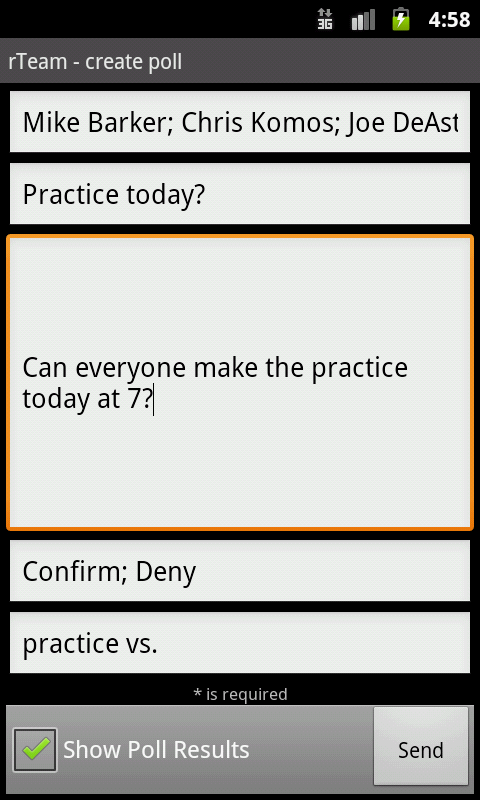 3G 4:58
rTeam - create poll
Mike Barker; Chris Komos; Joe DeAst
Practice today?
Can everyone make the practice
today at 7?
Confirm; Deny
practice vs.
* is required
Show Poll Results
Send